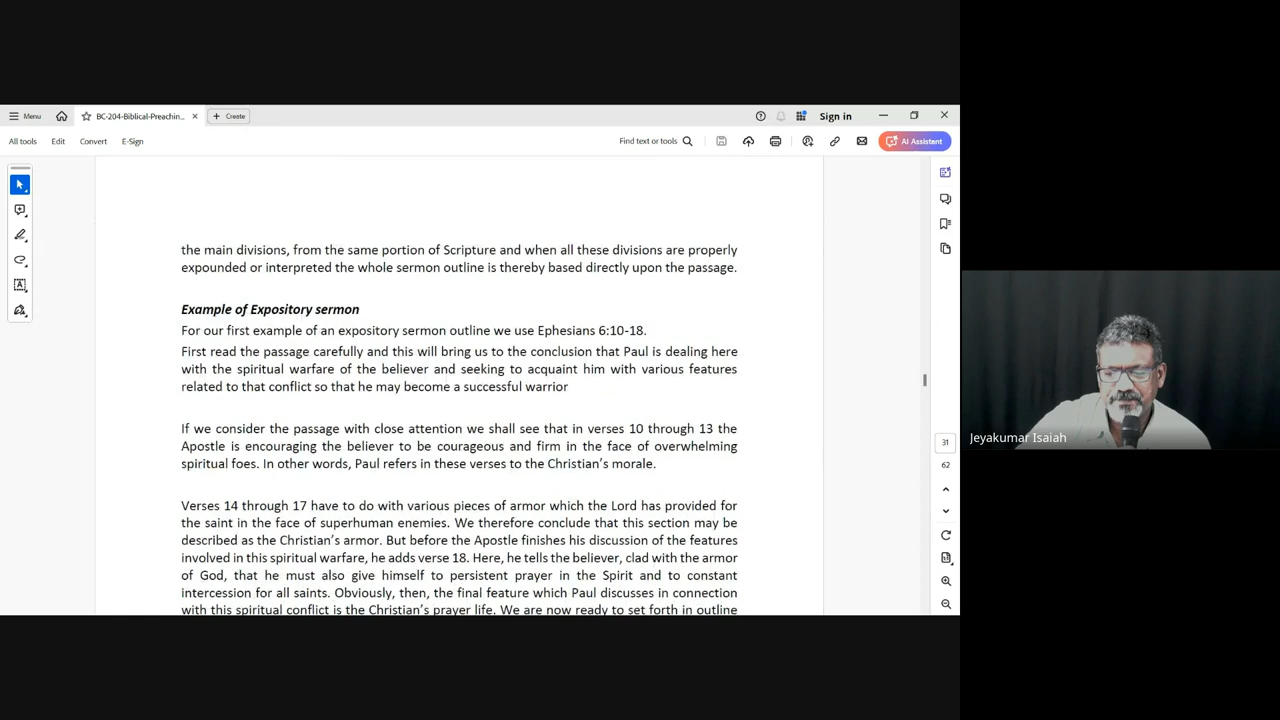 Menu
BC-204-Biblical-Preachin...
Create
Sign in
All tools
Edit
Convert
E-Sign
Find text or tools
AI Assistant
the main divisions, from the same portion of Scripture and when all these divisions are properly
expounded or interpreted the whole sermon outline is thereby based directly upon the passage.
Example of Expository sermon
For our first example of an expository sermon outline we use Ephesians 6:10-18.
First read the passage carefully and this will bring us to the conclusion that Paul is dealing here
with the spiritual warfare of the believer and seeking to acquaint him with various features
related to that conflict so that he may become a successful warrior
If we consider the passage with close attention we shall see that in verses 10 through 13 the
Apostle is encouraging the believer to be courageous and firm in the face of overwhelming
spiritual foes. In other words, Paul refers in these verses to the Christian's morale.
Verses 14 through 17 have to do with various pieces of armor which the Lord has provided for
the saint in the face of superhuman enemies. We therefore conclude that this section may be
described as the Christian's armor. But before the Apostle finishes his discussion of the features
involved in this spiritual warfare, he adds verse 18. Here, he tells the believer, clad with the armor
of God, that he must also give himself to persistent prayer in the Spirit and to constant
intercession for all saints. Obviously, then, the final feature which Paul discusses in connection
with this spiritual conflict is the Christian's prayer life. We are now ready to set forth in outline
31
62
Jeyakumar Isaiah